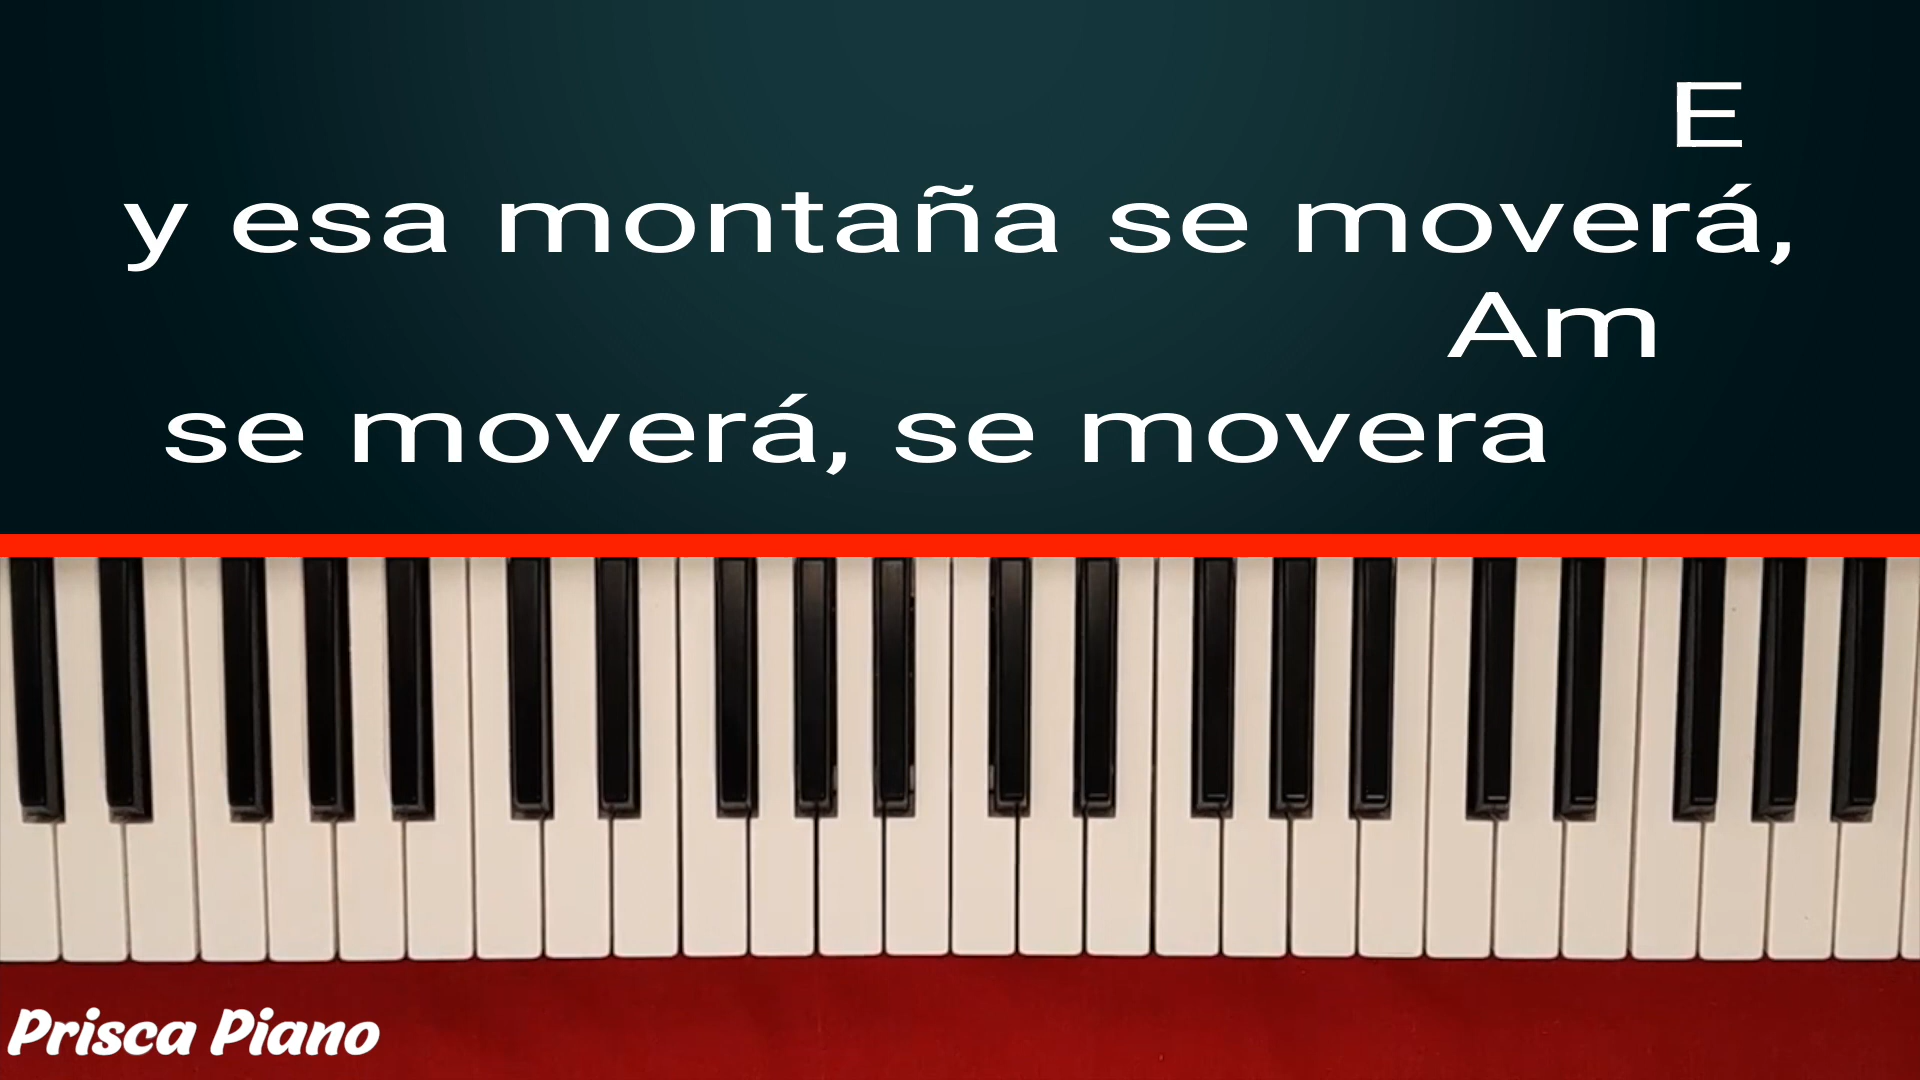 E
y esa montaña se moverá,
Am
se moverá, se movera
Prisca Piano